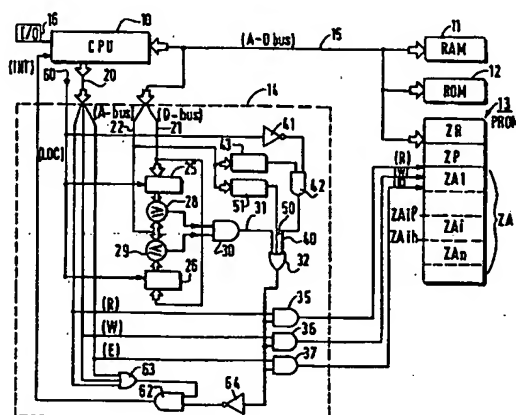 I/O 16
CPU 10
(A-D bus) 15
RAM 11
ROM 12
13
PROM
ZR
ZP
ZA1
ZAi
ZAn
ZA
(INT)
60
20
(A-bus)
22
(D-bus)
21
14
(LOC)
25
28
29
26
43
51
41
42
50
40
30
31
32
(R)
(W)
(E)
35
36
37
(R)
(W)
(E)
63
62
64